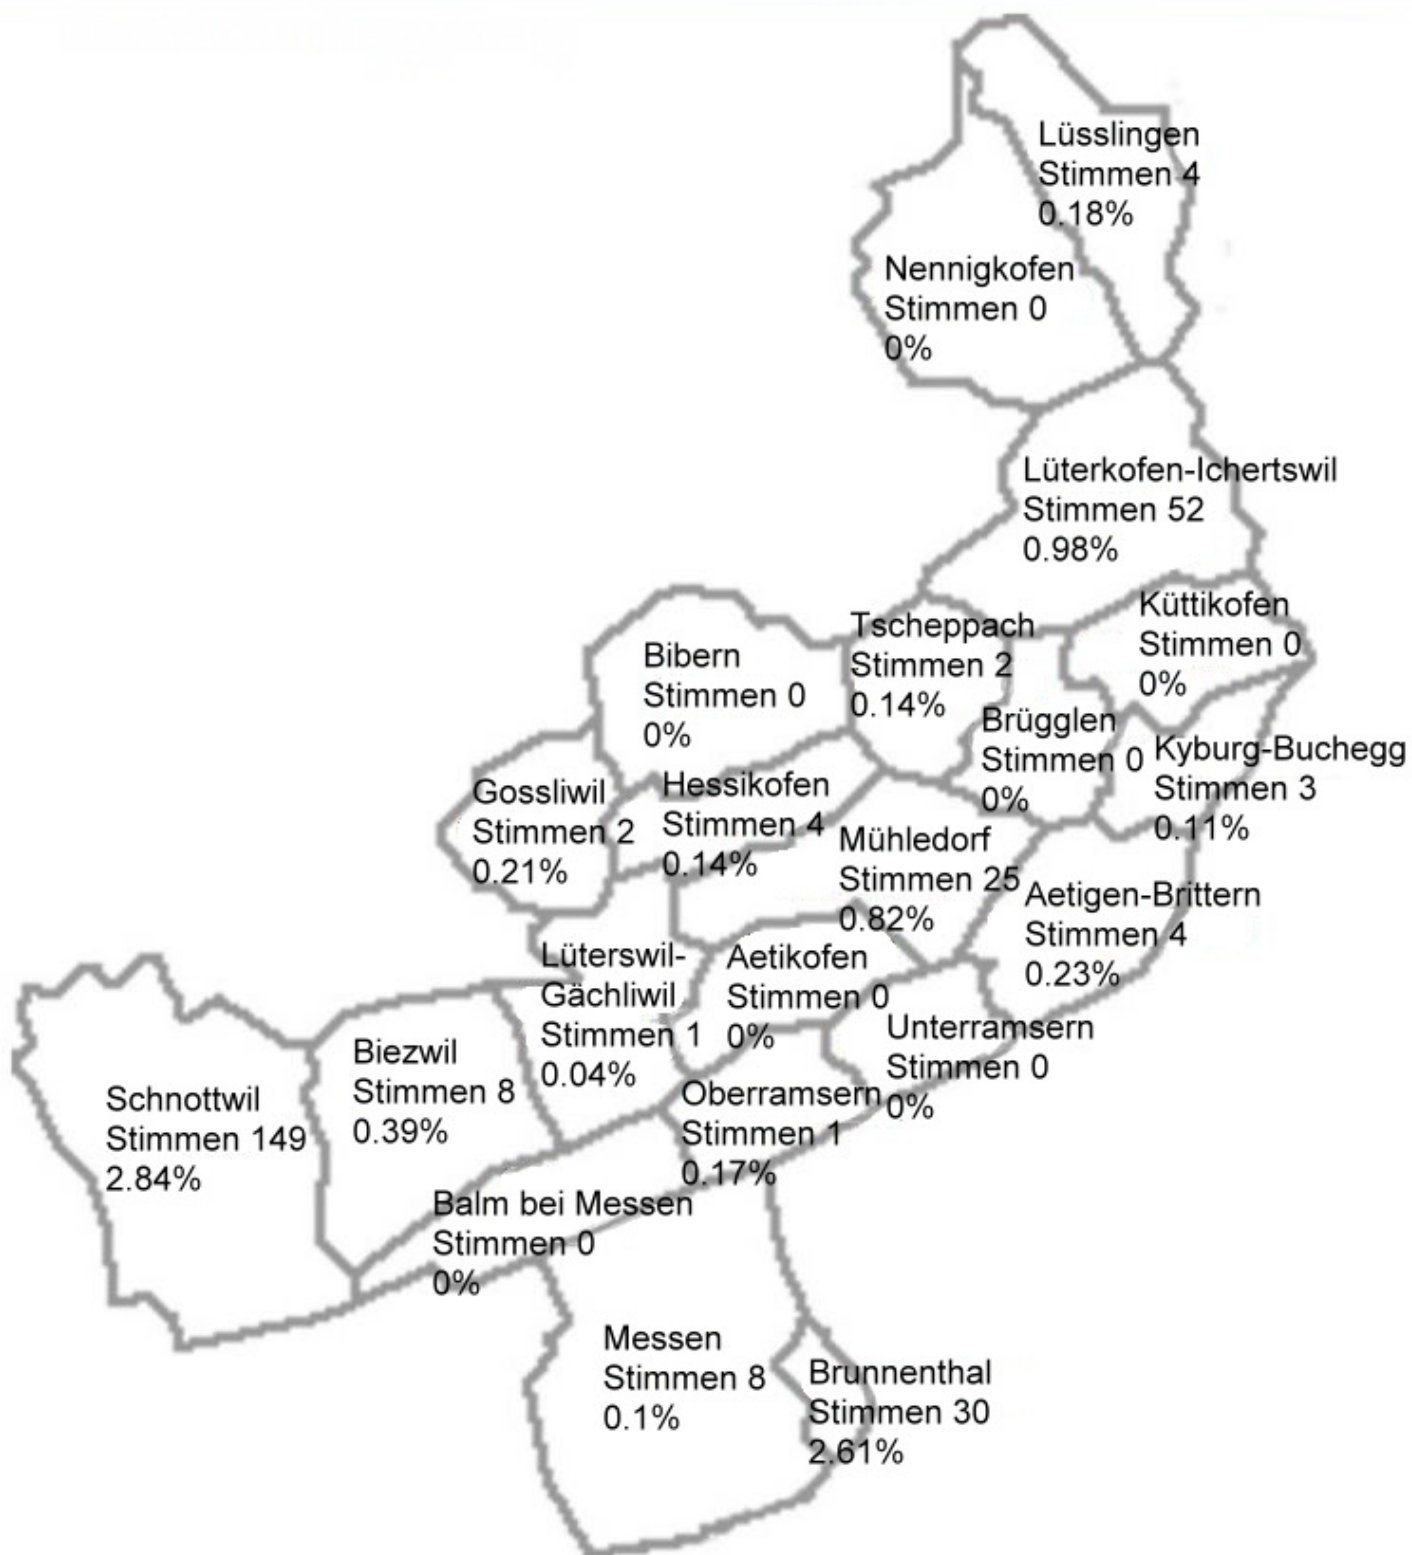 Lüsslingen
Stimmen 4
0.18%
Nennigkofen
Stimmen 0
0%
Lüterkofen-Ichertswil
Stimmen 52
0.98%
Küttikofen
Stimmen 0
0%
Tscheppach
Stimmen 2
0.14%
Bibern
Stimmen 0
0%
Brügglen
Stimmen 0
0%
Kyburg-Buchegg
Stimmen 3
0.11%
Gossliwil
Stimmen 2
0.21%
Hessikofen
Stimmen 4
0.14%
Mühledorf
Stimmen 25
0.82%
Aetigen-Brittern
Stimmen 4
0.23%
Lüterswil-
Gächliwil
Stimmen 1
0.04%
Aetikofen
Stimmen 0
0%
Unterramsern
Stimmen 0
0%
Biezwil
Stimmen 8
0.39%
Schnottwil
Stimmen 149
2.84%
Oberramsern
Stimmen 1
0.17%
Balm bei Messen
Stimmen 0
0%
Messen
Stimmen 8
0.1%
Brunnenthal
Stimmen 30
2.61%